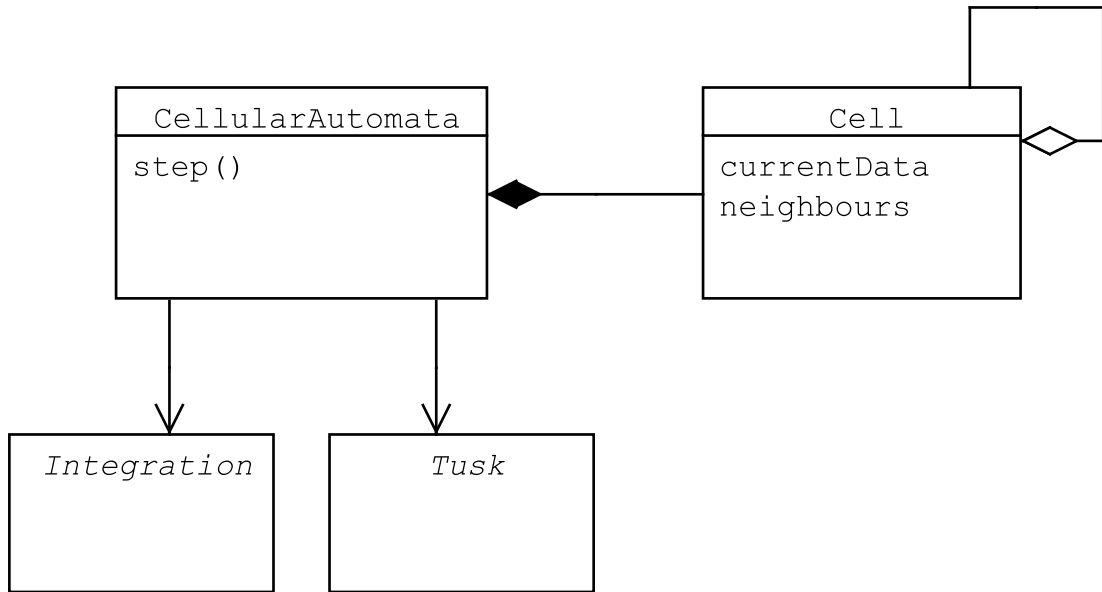 CellularAutomata
step()
Cell
currentData
neighbours
Integration
Tusk